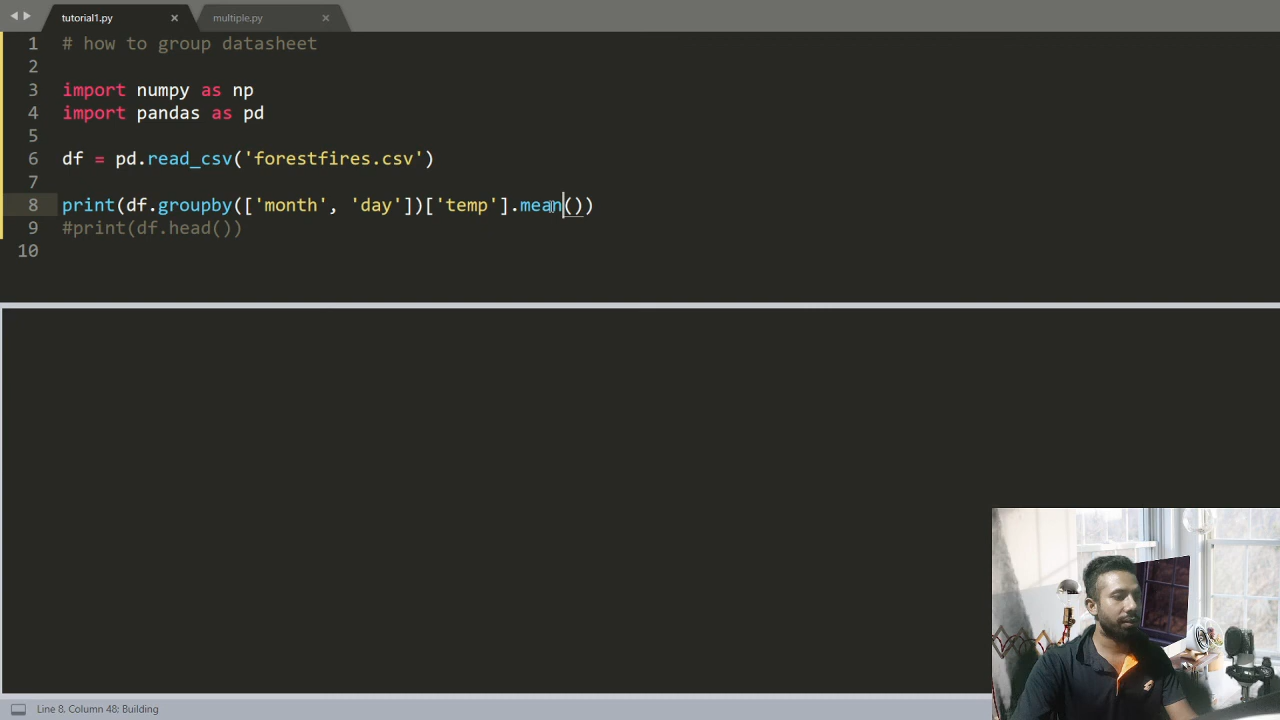 tutorial1.py
multiple.py
1 # how to group datasheet
2
3 import numpy as np
4 import pandas as pd
5
6 df = pd.read_csv('forestfires.csv')
7
8 print(df.groupby(['month', 'day'])['temp'].mean())
9 #print(df.head())
10
Line 8, Column 48; Building